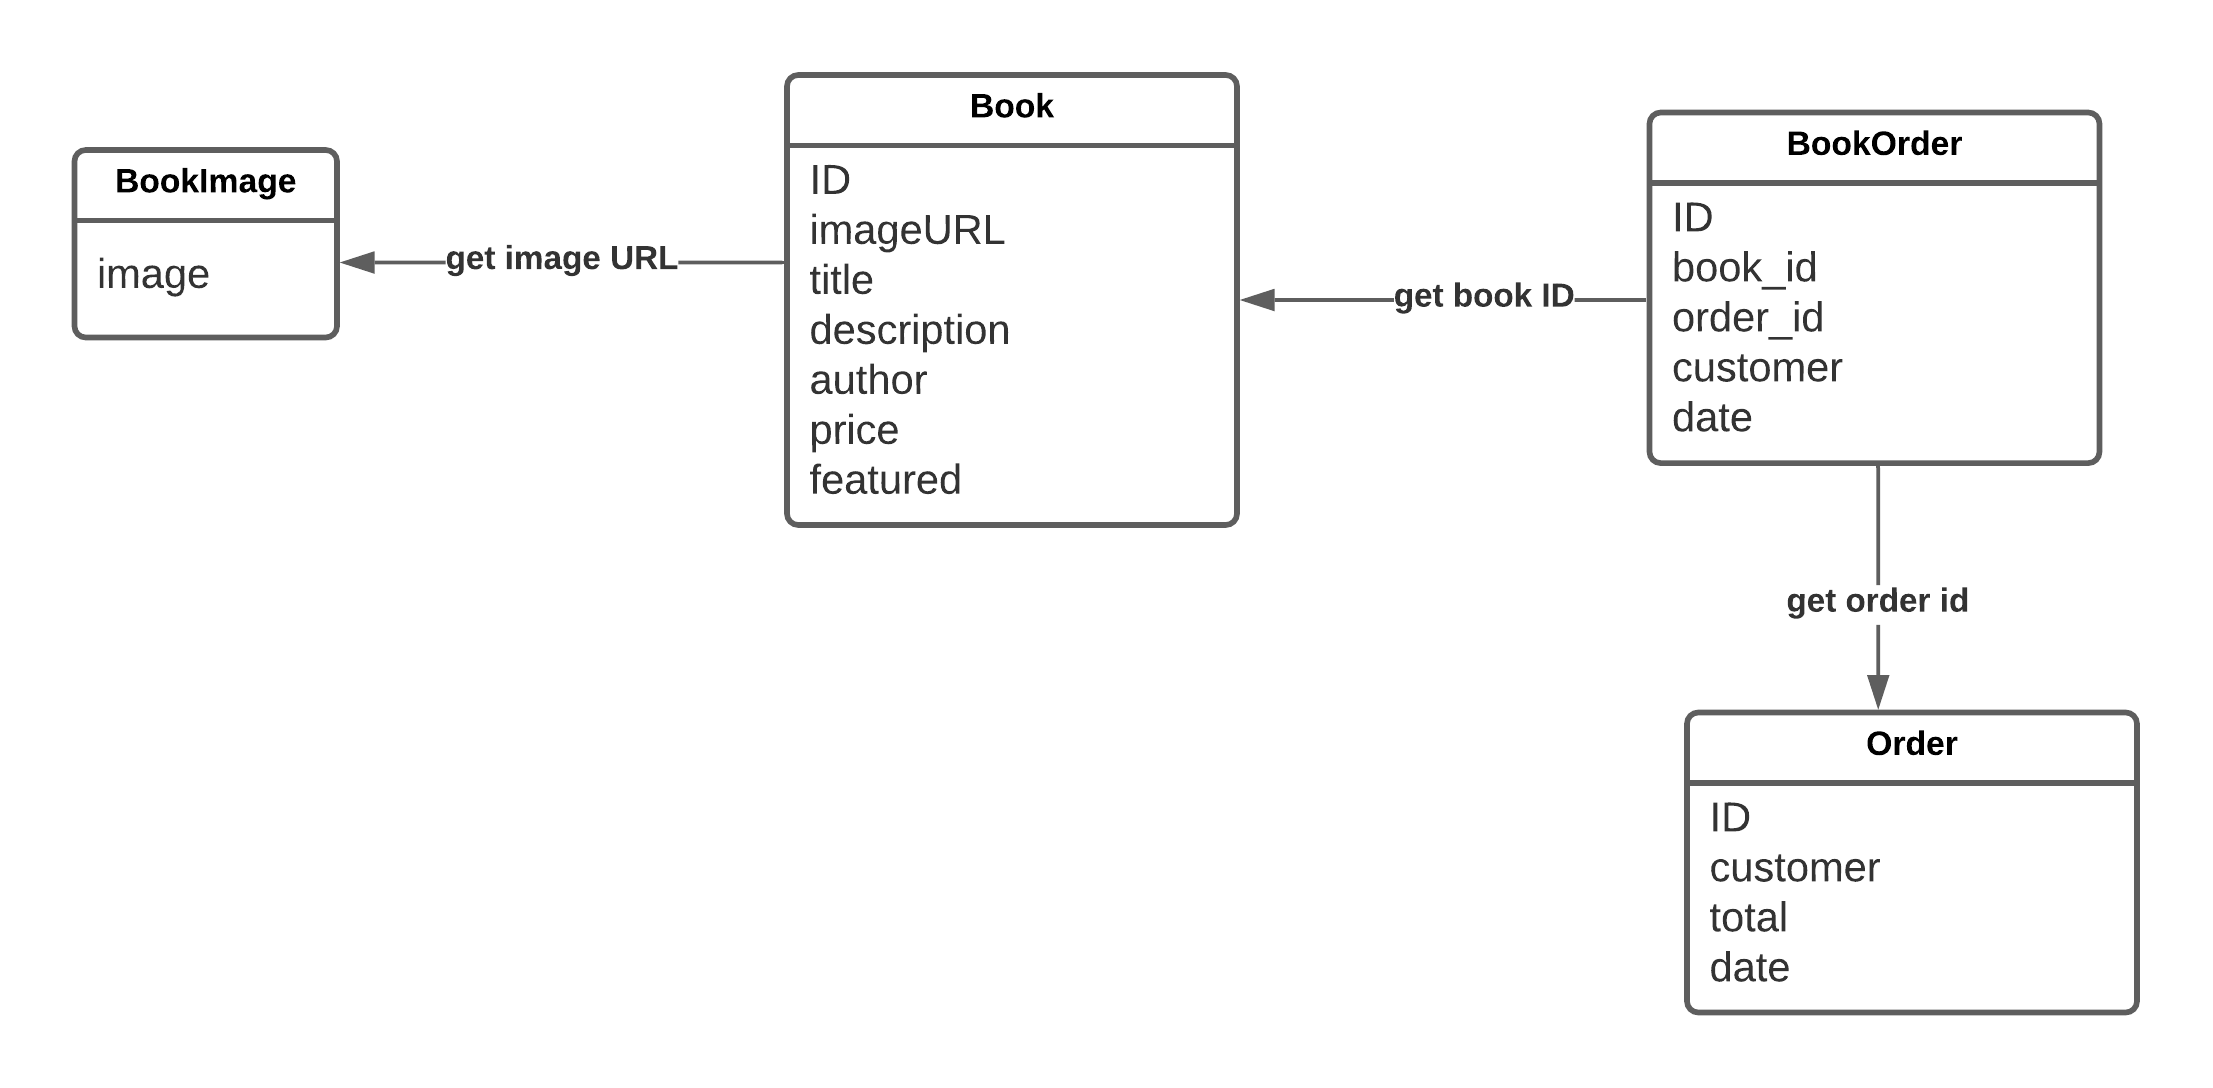 BookImage
image
get image URL
Book
ID
imageURL
title
description
author
price
featured
get book ID
BookOrder
ID
book_id
order_id
customer
date
get order id
Order
ID
customer
total
date